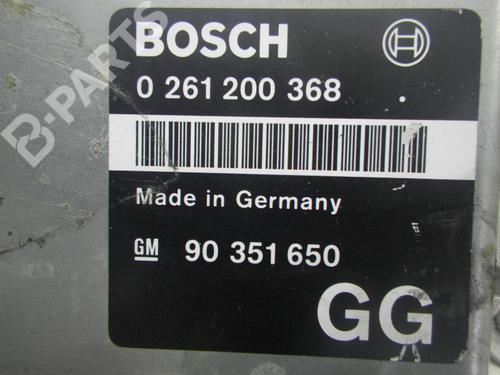 BOSCH
0 261 200 368
Made in Germany
GM 90 351 650
GG
B-PARTS